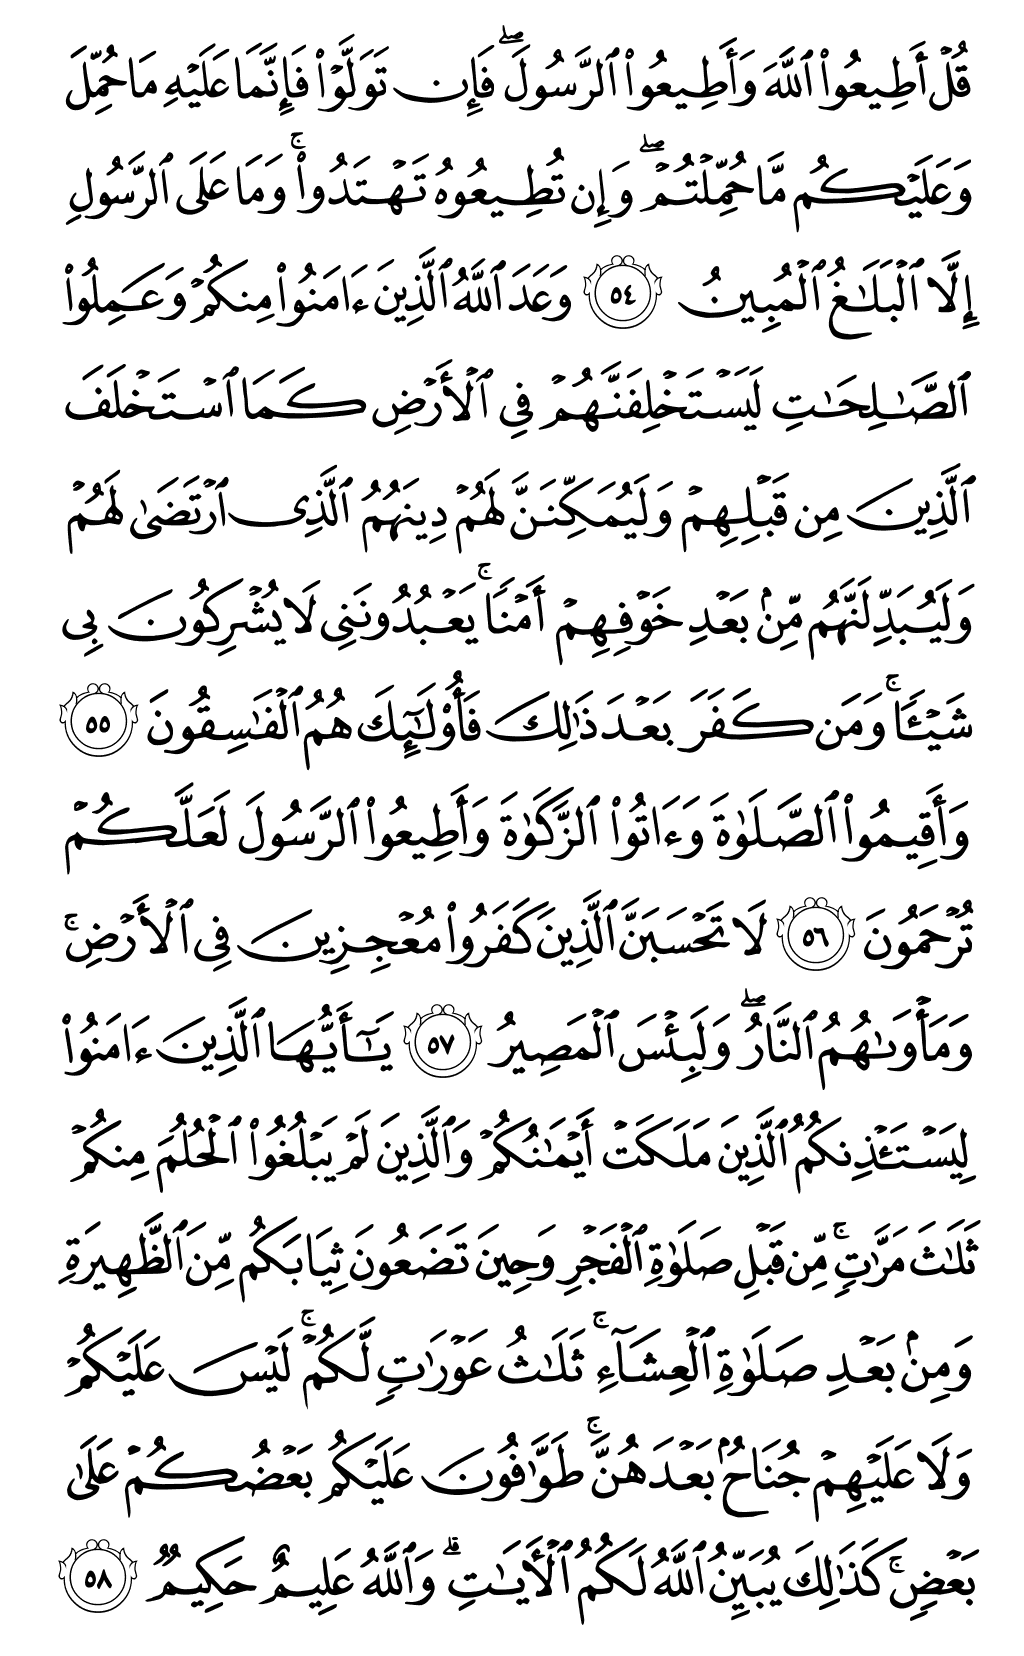 قُلۡ أَطِيعُواْ ٱللَّهَ وَأَطِيعُواْ ٱلرَّسُولَۖ فَإِن تَوَلَّوۡاْ فَإِنَّمَا عَلَيۡهِ مَا حُمِّلَ
وَعَلَيۡكُم مَّا حُمِّلۡتُمۡۖ وَإِن تُطِيعُوهُ تَهۡتَدُواْۚ وَمَا عَلَى ٱلرَّسُولِ
إِلَّا ٱلۡبَلَٰغُ ٱلۡمُبِينُ ٥٤ وَعَدَ ٱللَّهُ ٱلَّذِينَ ءَامَنُواْ مِنكُمۡ وَعَمِلُواْ
ٱلصَّٰلِحَٰتِ لَيَسۡتَخۡلِفَنَّهُمۡ فِي ٱلۡأَرۡضِ كَمَا ٱسۡتَخۡلَفَ
ٱلَّذِينَ مِن قَبۡلِهِمۡ وَلَيُمَكِّنَنَّ لَهُمۡ دِينَهُمُ ٱلَّذِي ٱرۡتَضَىٰ لَهُمۡ
وَلَيُبَدِّلَنَّهُم مِّنۢ بَعۡدِ خَوۡفِهِمۡ أَمۡنٗاۚ يَعۡبُدُونَنِي لَا يُشۡرِكُونَ بِي
شَيۡـٔٗاۚ وَمَن كَفَرَ بَعۡدَ ذَٰلِكَ فَأُوْلَٰٓئِكَ هُمُ ٱلۡفَٰسِقُونَ ٥٥
وَأَقِيمُواْ ٱلصَّلَوٰةَ وَءَاتُواْ ٱلزَّكَوٰةَ وَأَطِيعُواْ ٱلرَّسُولَ لَعَلَّكُمۡ
تُرۡحَمُونَ ٥٦ لَا تَحۡسَبَنَّ ٱلَّذِينَ كَفَرُواْ مُعۡجِزِينَ فِي ٱلۡأَرۡضِۚ
وَمَأۡوَىٰهُمُ ٱلنَّارُۖ وَلَبِئۡسَ ٱلۡمَصِيرُ ٥٧ يَٰٓأَيُّهَا ٱلَّذِينَ ءَامَنُواْ
لِيَسۡتَـٔۡذِنكُمُ ٱلَّذِينَ مَلَكَتۡ أَيۡمَٰنُكُمۡ وَٱلَّذِينَ لَمۡ يَبۡلُغُواْ ٱلۡحُلُمَ مِنكُمۡ
ثَلَٰثَ مَرَّٰتٖۚ مِّن قَبۡلِ صَلَوٰةِ ٱلۡفَجۡرِ وَحِينَ تَضَعُونَ ثِيَابَكُم مِّنَ ٱلظَّهِيرَةِ
وَمِنۢ بَعۡدِ صَلَوٰةِ ٱلۡعِشَآءِۚ ثَلَٰثُ عَوۡرَٰتٖ لَّكُمۡۚ لَيۡسَ عَلَيۡكُمۡ
وَلَا عَلَيۡهِمۡ جُنَاحُۢ بَعۡدَهُنَّۚ طَوَّٰفُونَ عَلَيۡكُم بَعۡضُكُمۡ عَلَىٰ
بَعۡضٖۚ كَذَٰلِكَ يُبَيِّنُ ٱللَّهُ لَكُمُ ٱلۡأٓيَٰتِۗ وَٱللَّهُ عَلِيمٌ حَكِيمٞ ٥٨